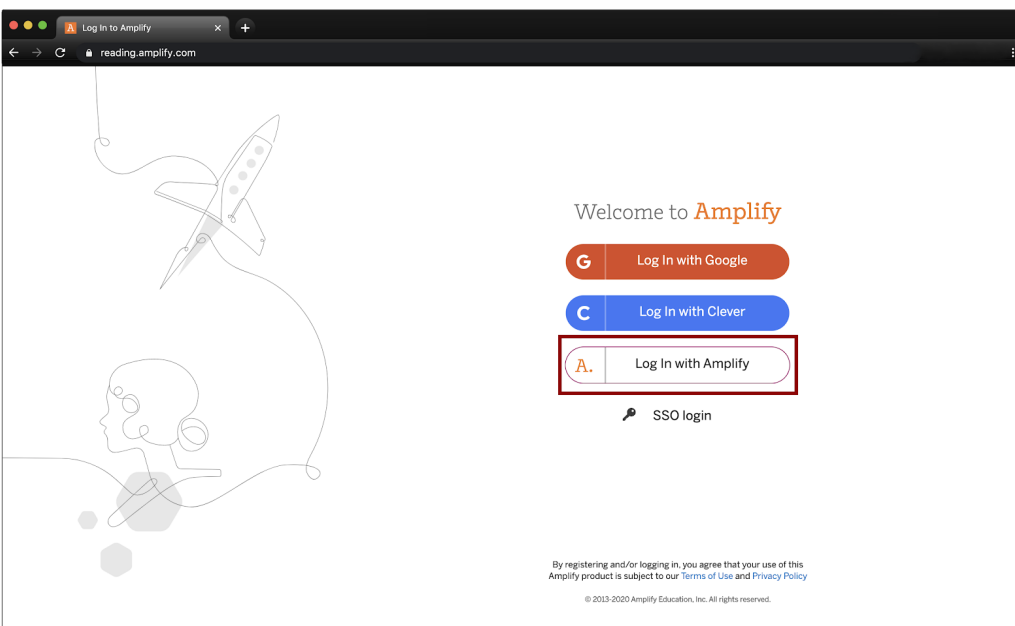 A Log In to Amplify
reading.amplify.com
Welcome to Amplify
G Log In with Google
C Log In with Clever
A. Log In with Amplify
SSO login
By registering and/or logging in, you agree that your use of this
Amplify product is subject to our Terms of Use and Privacy Policy
© 2013-2020 Amplify Education, Inc. All rights reserved.